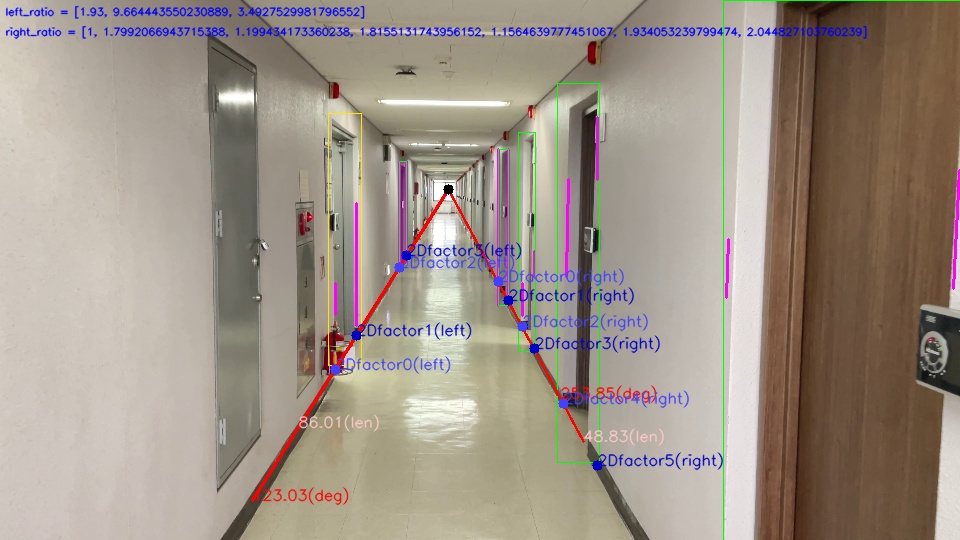 left_ratio = [1.93, 9.664443550230889, 3.4927529981796552]
right_ratio = [1, 1.7992066943715388, 1.199434173360238, 1.8155131743956152, 1.1564639777451067, 1.934053239799474, 2.044827103760239]
2Dfactor3(left)
2Dfactor2(left)
2Dfactor0(right)
2Dfactor1(right)
2Dfactor2(right)
2Dfactor1(left)
2Dfactor3(right)
2Dfactor0(left)
2Dfactor4(right)
86.01(len)
48.83(len)
2Dfactor5(right)
23.03(deg)